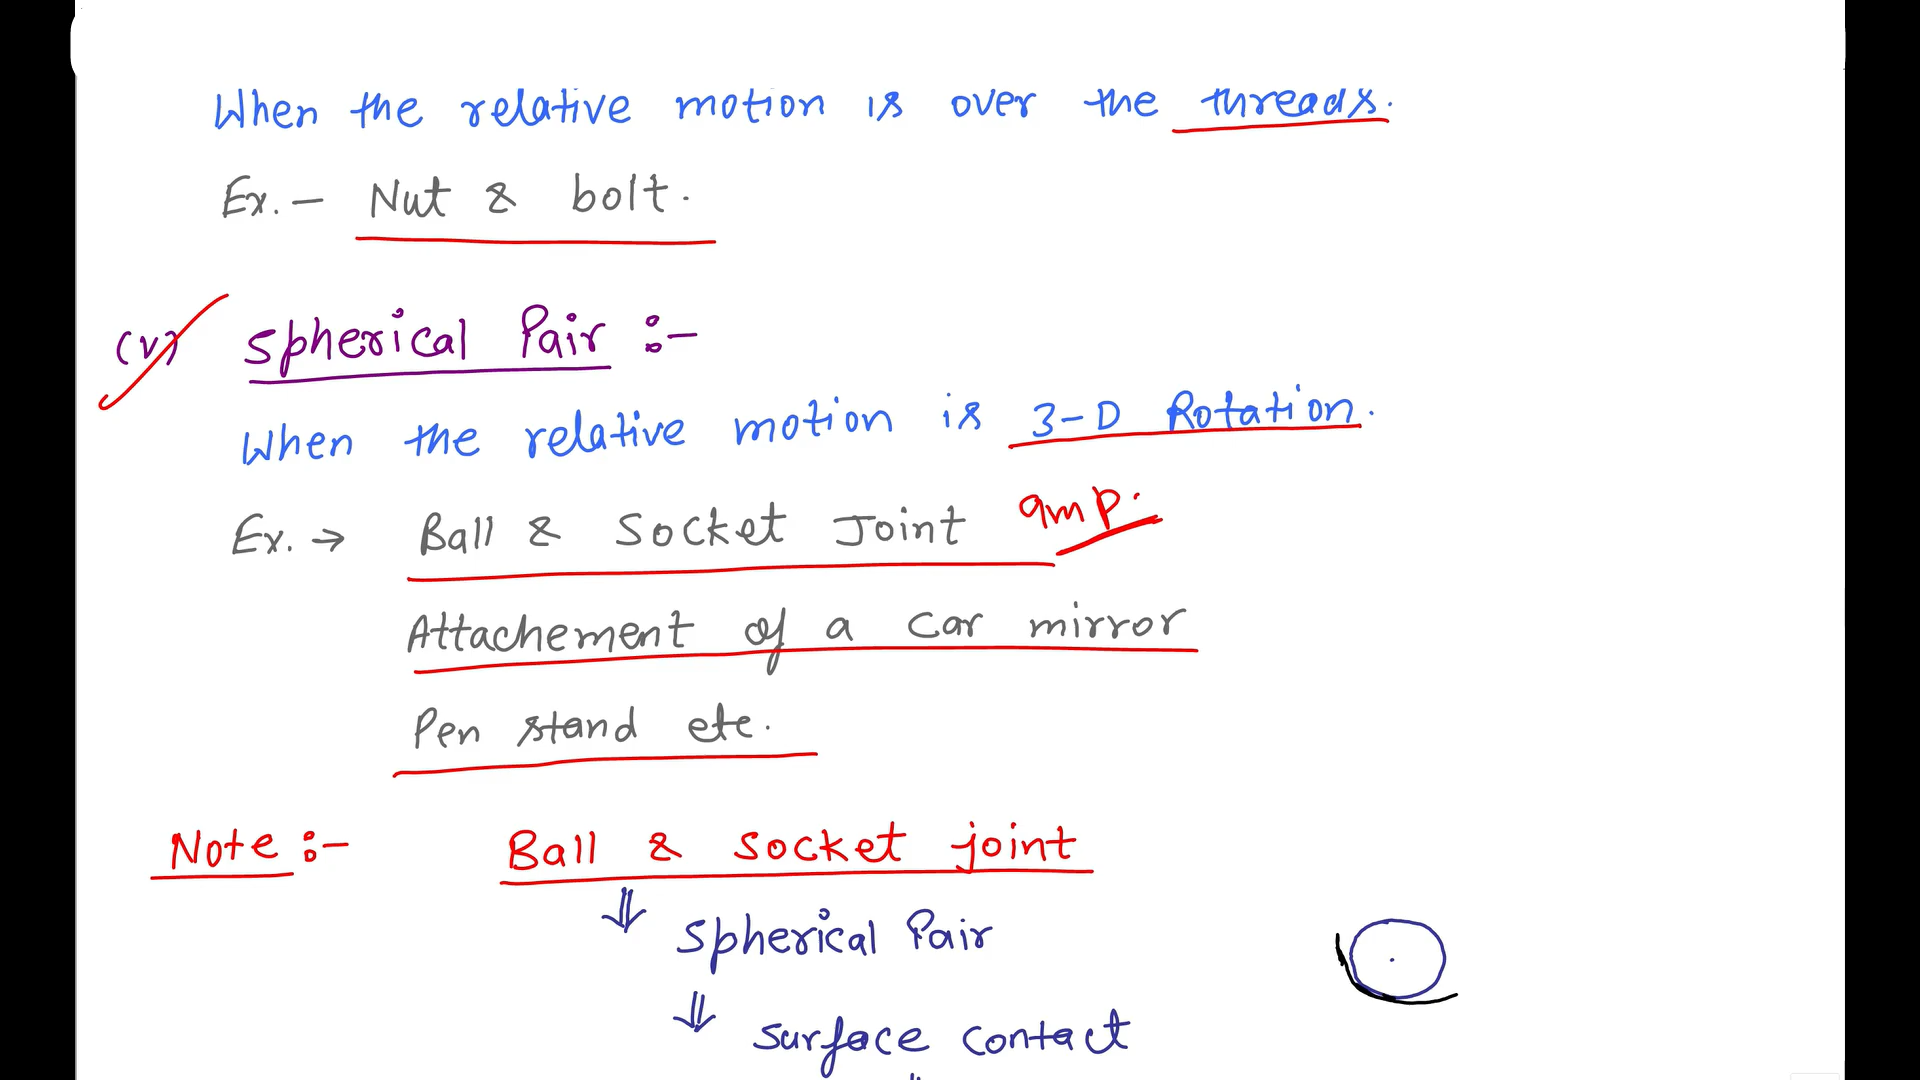 When the relative motion is over the threads.
Ex. - Nut & bolt.
(v) Spherical Pair :-
When the relative motion is 3-D Rotation.
Ex. → Ball & Socket Joint Imp.
Attachement of a car mirror
Pen stand etc.
Note :- Ball & socket joint
⇓ Spherical Pair
⇓ Surface contact